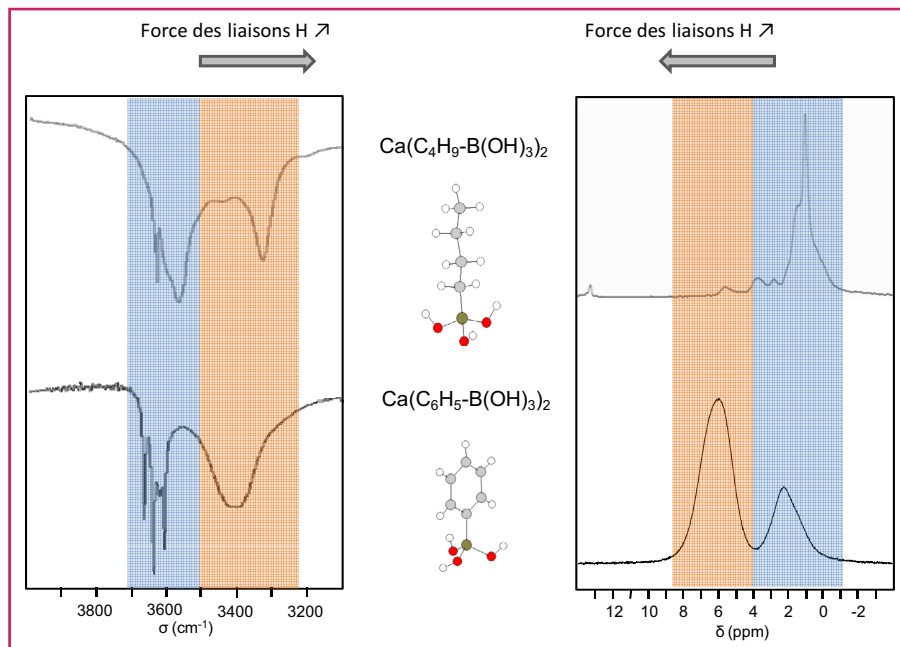 Force des liaisons H ↗
Force des liaisons H ↗
Ca(C₄H₉-B(OH)₃)₂
Ca(C₆H₅-B(OH)₃)₂
3800 3600 3400 3200
σ (cm⁻¹)
12 10 8 6 4 2 0 -2
δ (ppm)